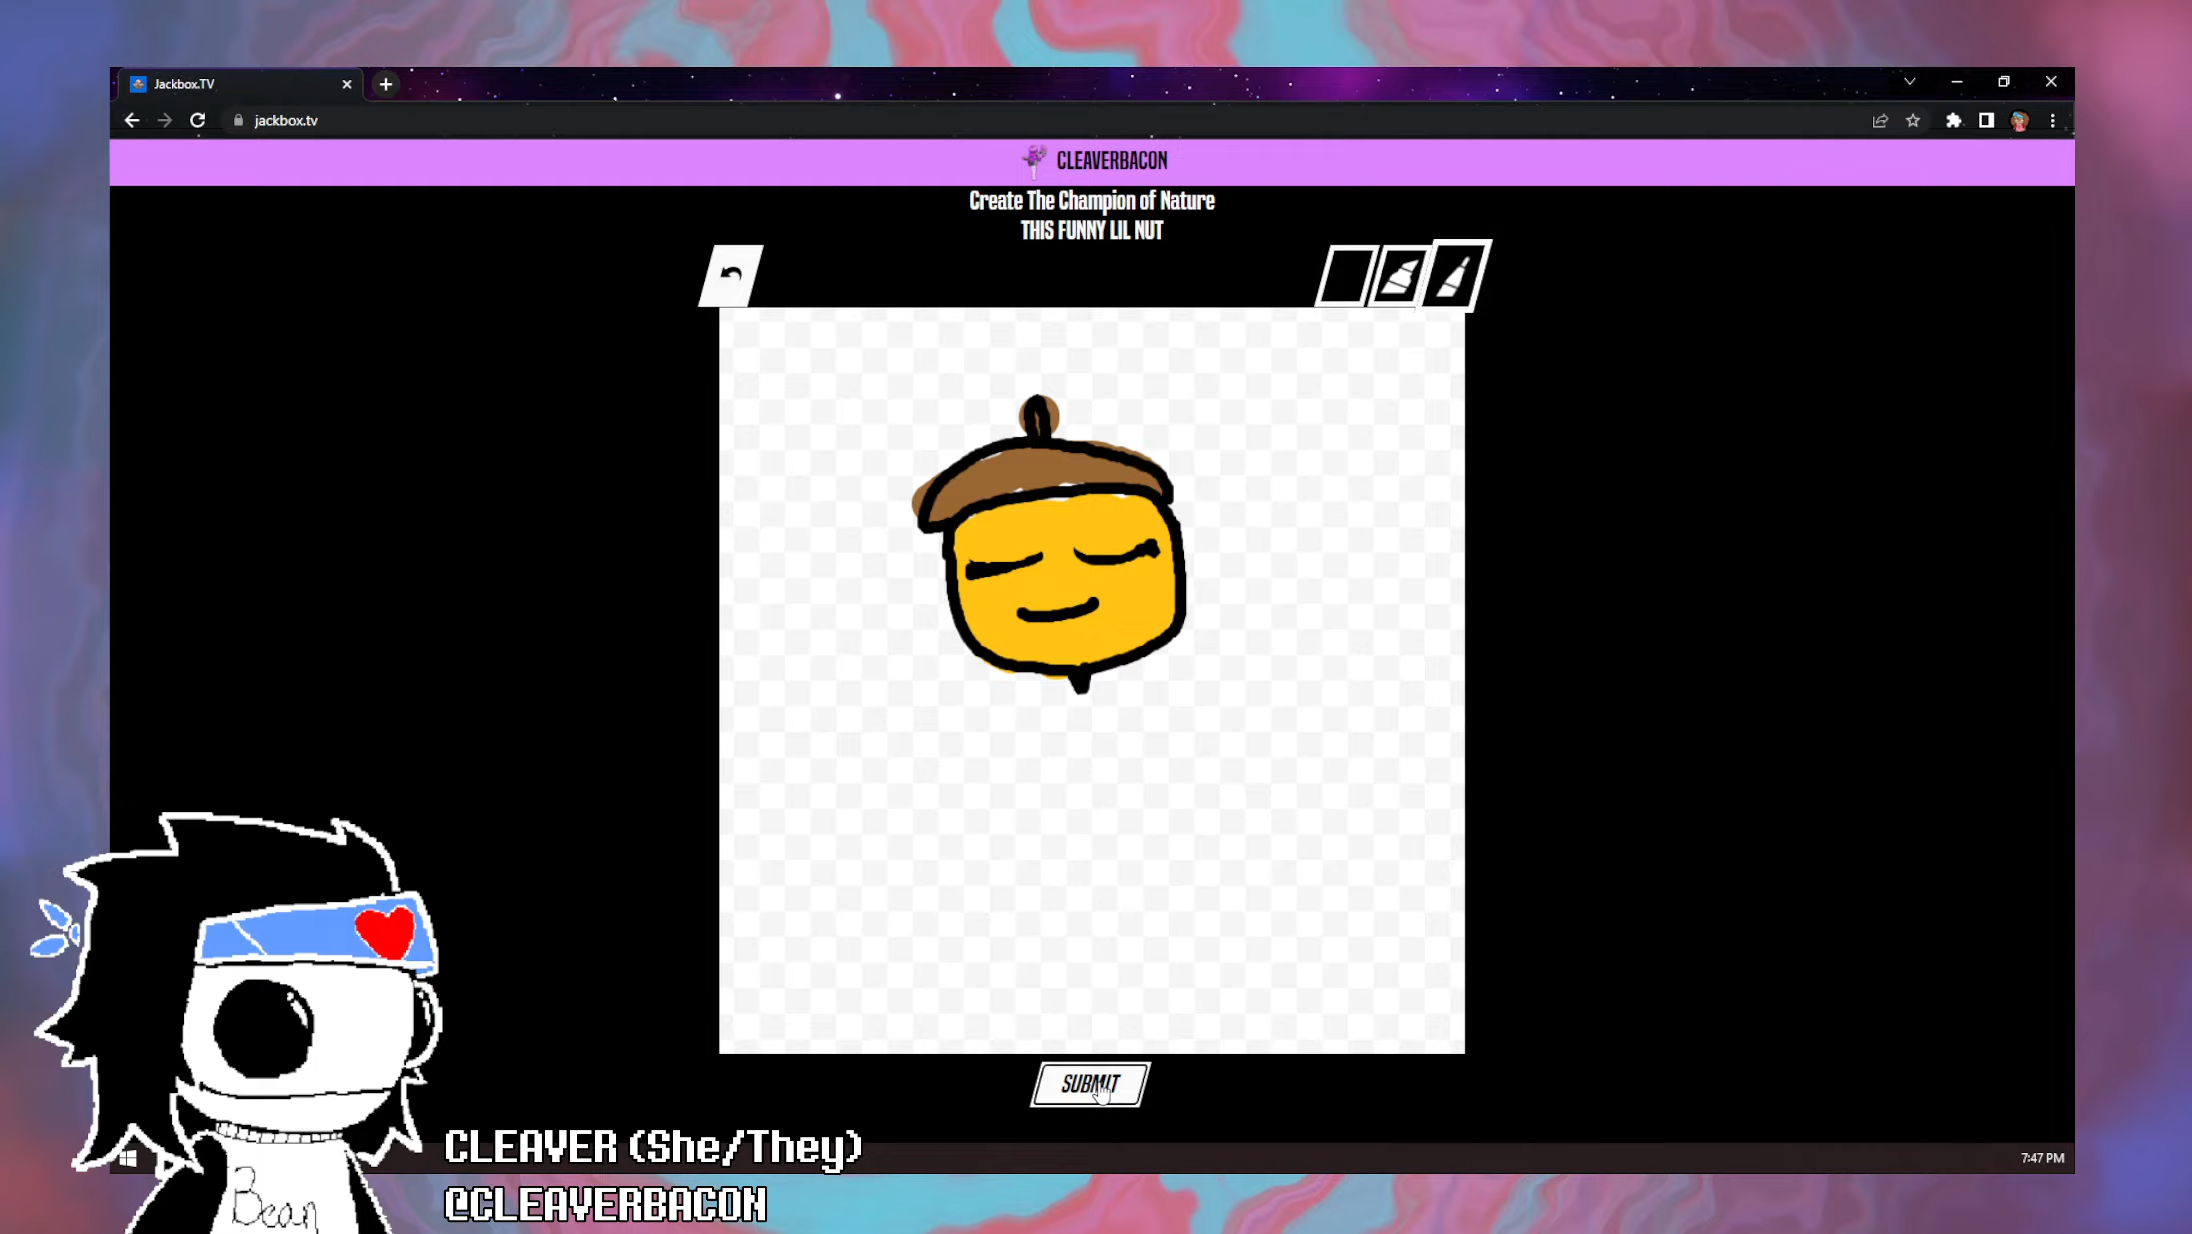 Jackbox.TV
jackbox.tv
CLEAVERBACON
Create The Champion of Nature
THIS FUNNY LIL NUT
SUBMIT
Bean
CLEAVER (She/They)
@CLEAVERBACON
7:47 PM